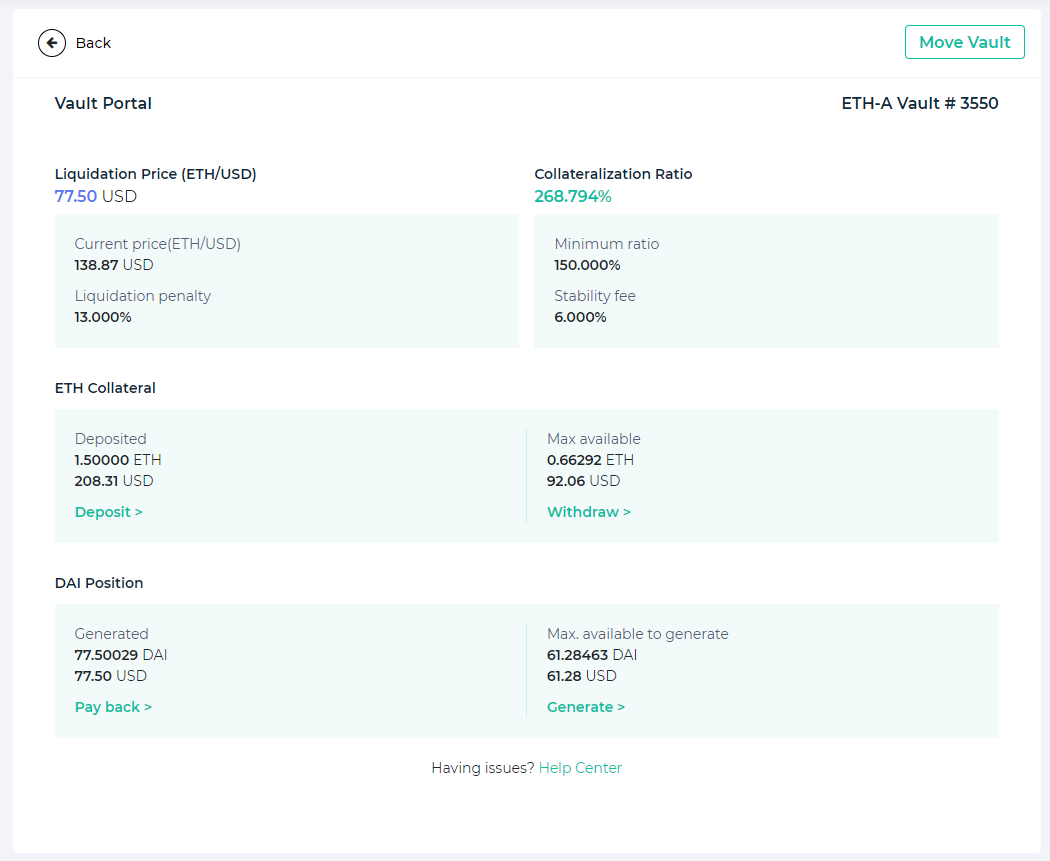 Back
Move Vault
Vault Portal
ETH-A Vault # 3550
Liquidation Price (ETH/USD)
77.50 USD
Current price(ETH/USD)
138.87 USD
Liquidation penalty
13.000%
Collateralization Ratio
268.794%
Minimum ratio
150.000%
Stability fee
6.000%
ETH Collateral
Deposited
1.50000 ETH
208.31 USD
Deposit >
Max available
0.66292 ETH
92.06 USD
Withdraw >
DAI Position
Generated
77.50029 DAI
77.50 USD
Pay back >
Max. available to generate
61.28463 DAI
61.28 USD
Generate >
Having issues? Help Center